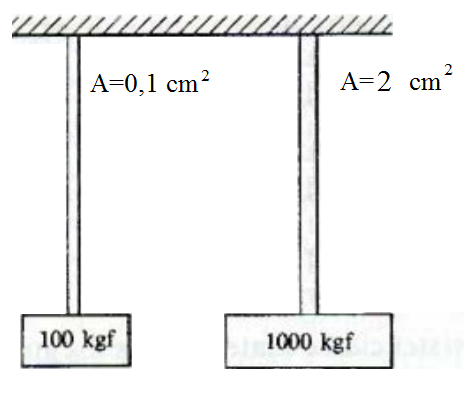 A=0,1 cm²
A=2 cm²
100 kgf
1000 kgf